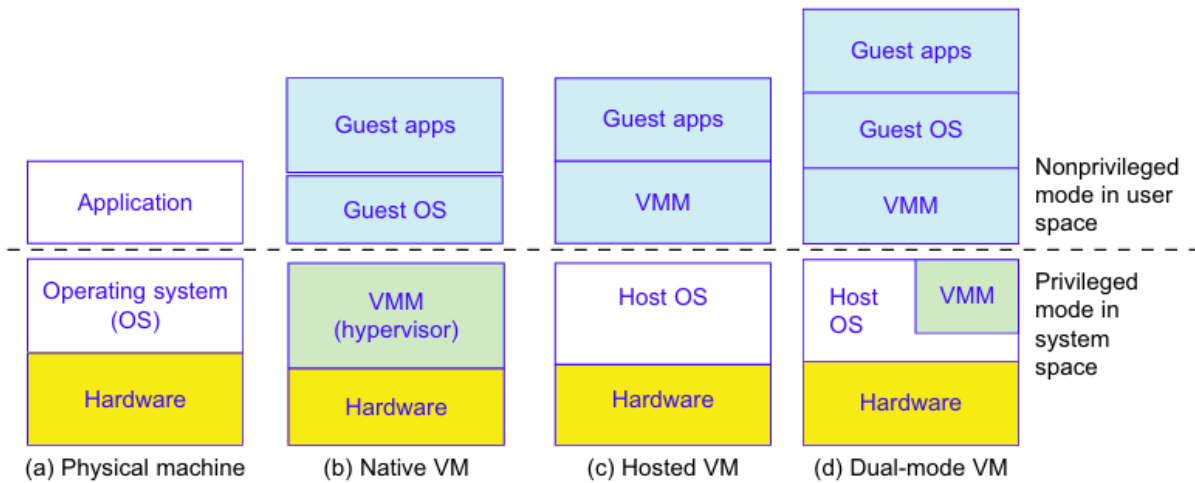 Guest apps
Guest OS
VMM
Guest apps
Guest OS
Guest apps
VMM
Application
Nonprivileged
mode in user
space
Operating system
(OS)
Hardware
VMM
(hypervisor)
Hardware
Host OS
Hardware
Host
OS
VMM
Hardware
Privileged
mode in
system
space
(a) Physical machine
(b) Native VM
(c) Hosted VM
(d) Dual-mode VM